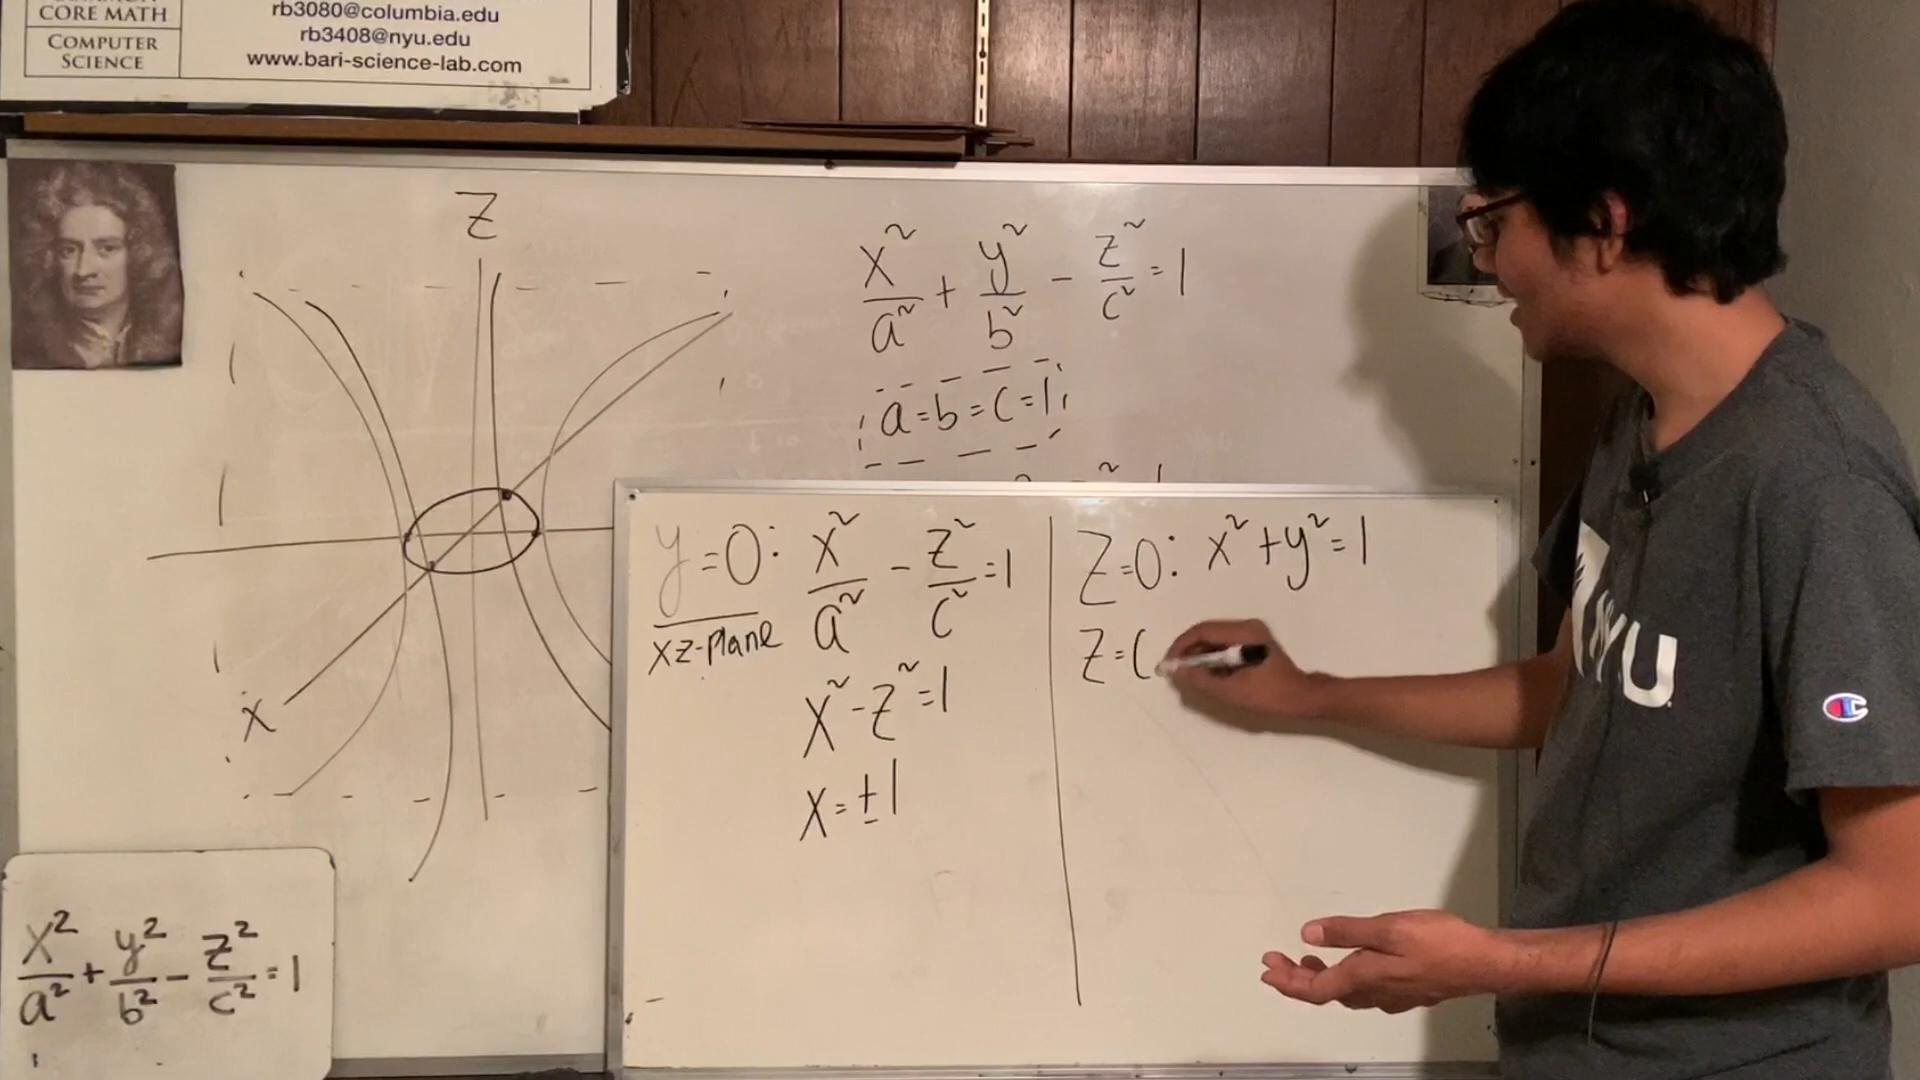 CORE MATH
COMPUTER SCIENCE
rb3080@columbia.edu
rb3408@nyu.edu
www.bari-science-lab.com
Z
X
x²/a² + y²/b² - z²/c² = 1
a=b=c=1
y=0: x²/a² - z²/c² = 1
xz-plane
x² - z² = 1
x = ±1
Z=0: x² + y² = 1
Z=C
x²/a² + y²/b² - z²/c² = 1
NYU